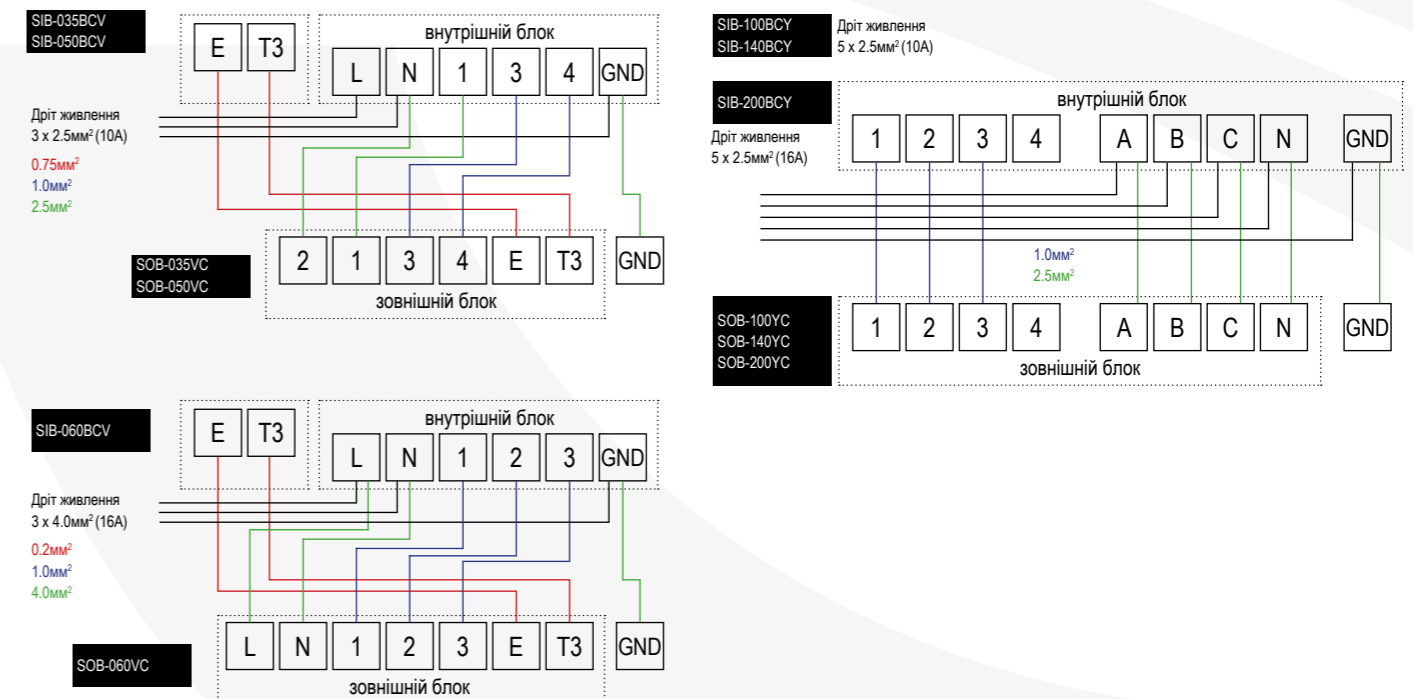 SIB-035BCV
SIB-050BCV
E T3
внутрішній блок
L N 1 3 4 GND
Дріт живлення
3 x 2.5мм² (10A)
0.75мм²
1.0мм²
2.5мм²
SOB-035VC
SOB-050VC
2 1 3 4 E T3 GND
зовнішній блок
SIB-060BCV
E T3
внутрішній блок
L N 1 2 3 GND
Дріт живлення
3 x 4.0мм² (16A)
0.2мм²
1.0мм²
4.0мм²
SOB-060VC
L N 1 2 3 E T3 GND
зовнішній блок
SIB-100BCY
SIB-140BCY
Дріт живлення
5 x 2.5мм² (10A)
SIB-200BCY
внутрішній блок
Дріт живлення
5 x 2.5мм² (16A)
1 2 3 4 A B C N GND
1.0мм²
2.5мм²
SOB-100YC
SOB-140YC
SOB-200YC
1 2 3 4 A B C N GND
зовнішній блок